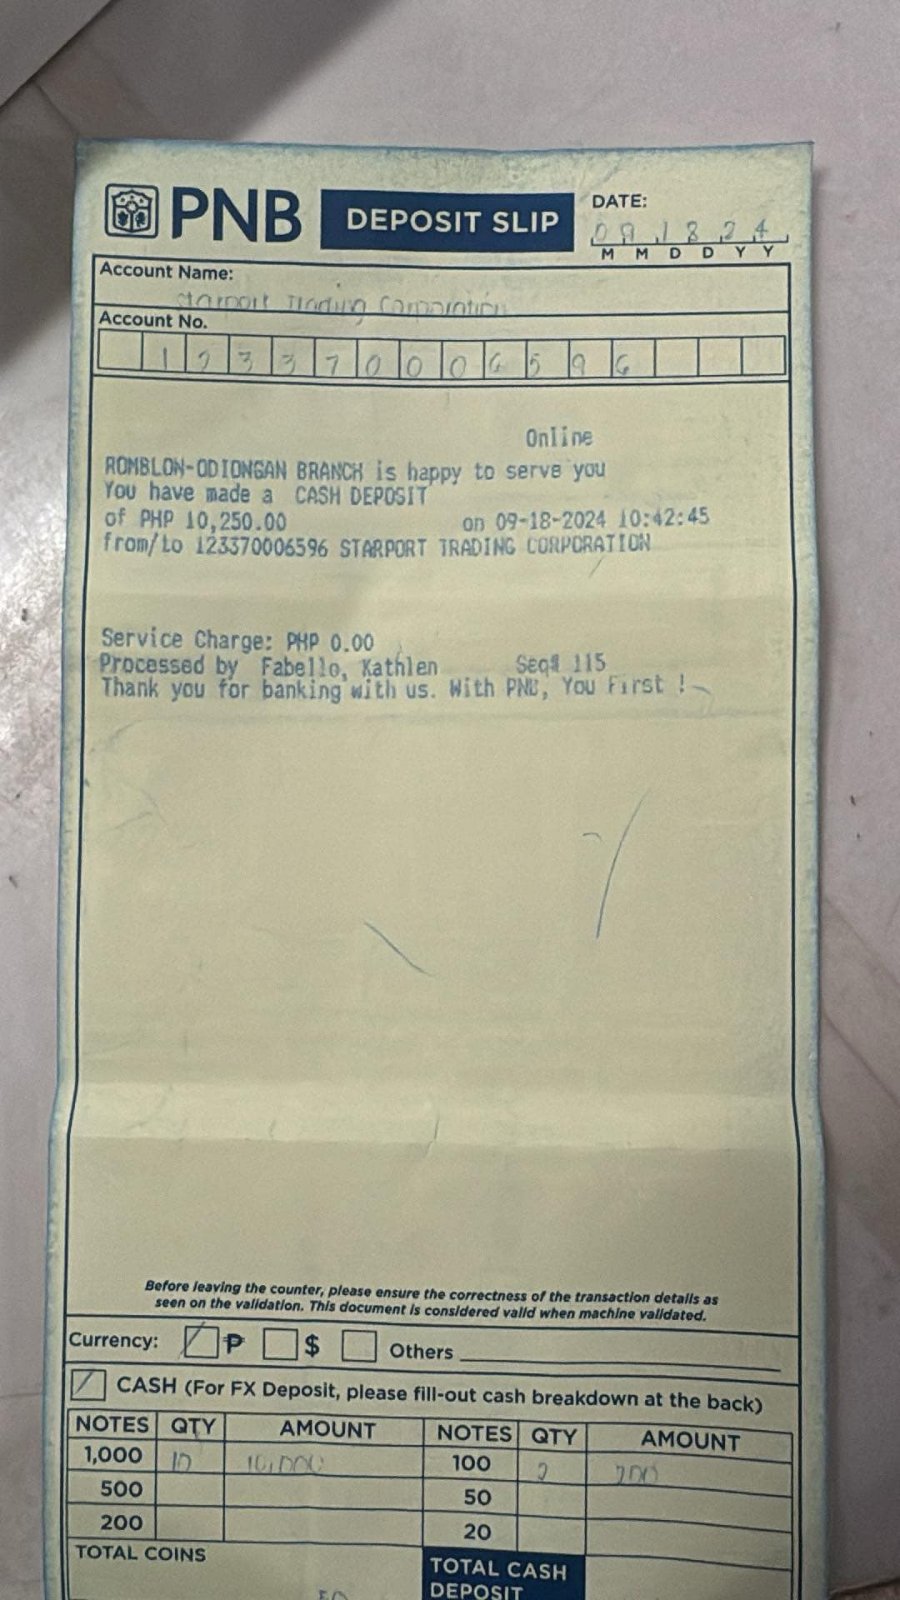 PNB DEPOSIT SLIP
DATE:
09 18 24
M M D D Y Y
Account Name:
Starport Trading Corporation
Account No.
1 2 3 3 7 0 0 0 6 5 9 6
Online
ROMBLON-ODIONGAN BRANCH is happy to serve you
You have made a CASH DEPOSIT
of PHP 10,250.00 on 09-18-2024 10:42:45
from/to 123370006596 STARPORT TRADING CORPORATION
Service Charge: PHP 0.00
Processed by Fabello, Kathlen Seq# 115
Thank you for banking with us. With PNB, You First !
Before leaving the counter, please ensure the correctness of the transaction details as
seen on the validation. This document is considered valid when machine validated.
Currency: ₱ $ Others
CASH (For FX Deposit, please fill-out cash breakdown at the back)
NOTES QTY AMOUNT NOTES QTY AMOUNT
1,000 10 10,000 100 2 200
500 50
200 20
TOTAL COINS
50
TOTAL CASH
DEPOSIT